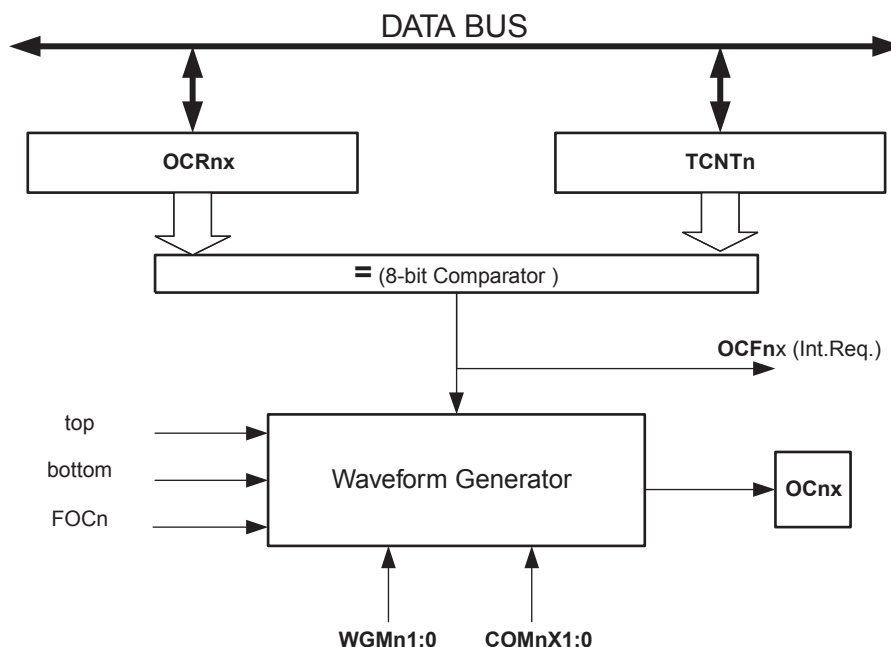 DATA BUS
OCRnx
TCNTn
= (8-bit Comparator )
OCFnx (Int.Req.)
top
bottom
FOCn
Waveform Generator
OCnx
WGMn1:0
COMnX1:0